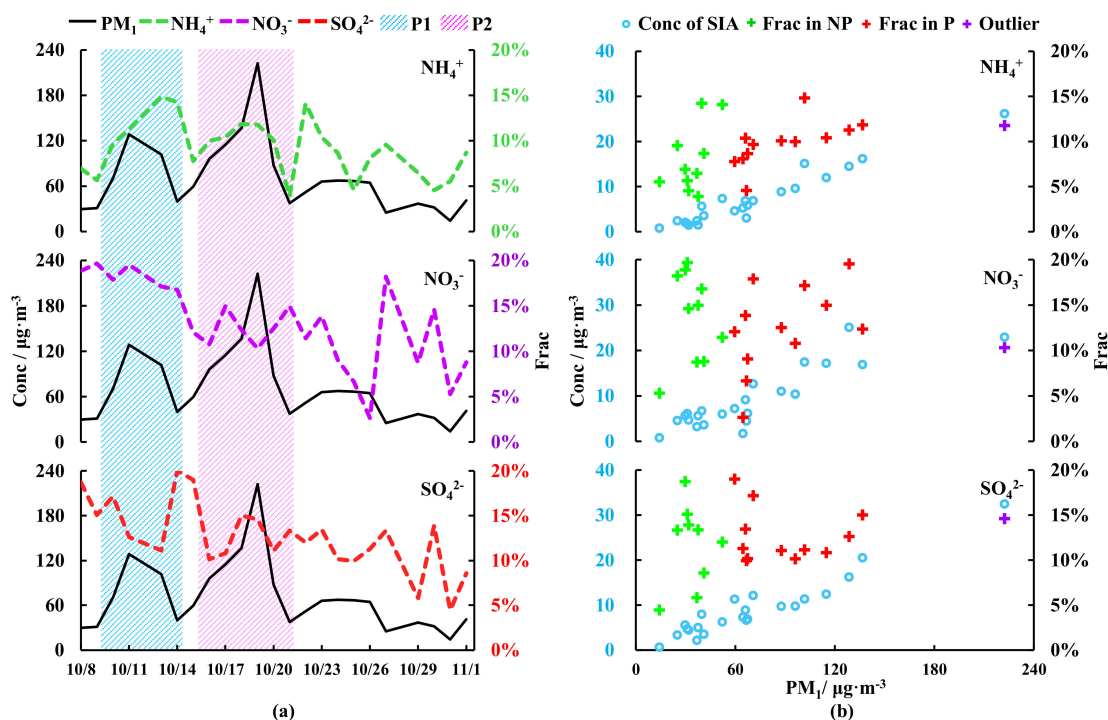 PM₁ NH₄⁺ NO₃⁻ SO₄²⁻ P1 P2
Conc of SIA Frac in NP Frac in P Outlier
240 180 120 60 0
NH₄⁺
20% 15% 10% 5% 0%
40 30 20 10 0
NH₄⁺
20% 15% 10% 5% 0%
Conc / μg·m⁻³
240 180 120 60 0
NO₃⁻
20% 15% 10% 5% 0%
Frac
Conc / μg·m⁻³
40 30 20 10 0
NO₃⁻
20% 15% 10% 5% 0%
Frac
240 180 120 60 0
SO₄²⁻
20% 15% 10% 5% 0%
40 30 20 10 0
SO₄²⁻
20% 15% 10% 5% 0%
10/8 10/11 10/14 10/17 10/20 10/23 10/26 10/29 11/1
0 60 120 180 240
PM₁/ μg·m⁻³
(a)
(b)